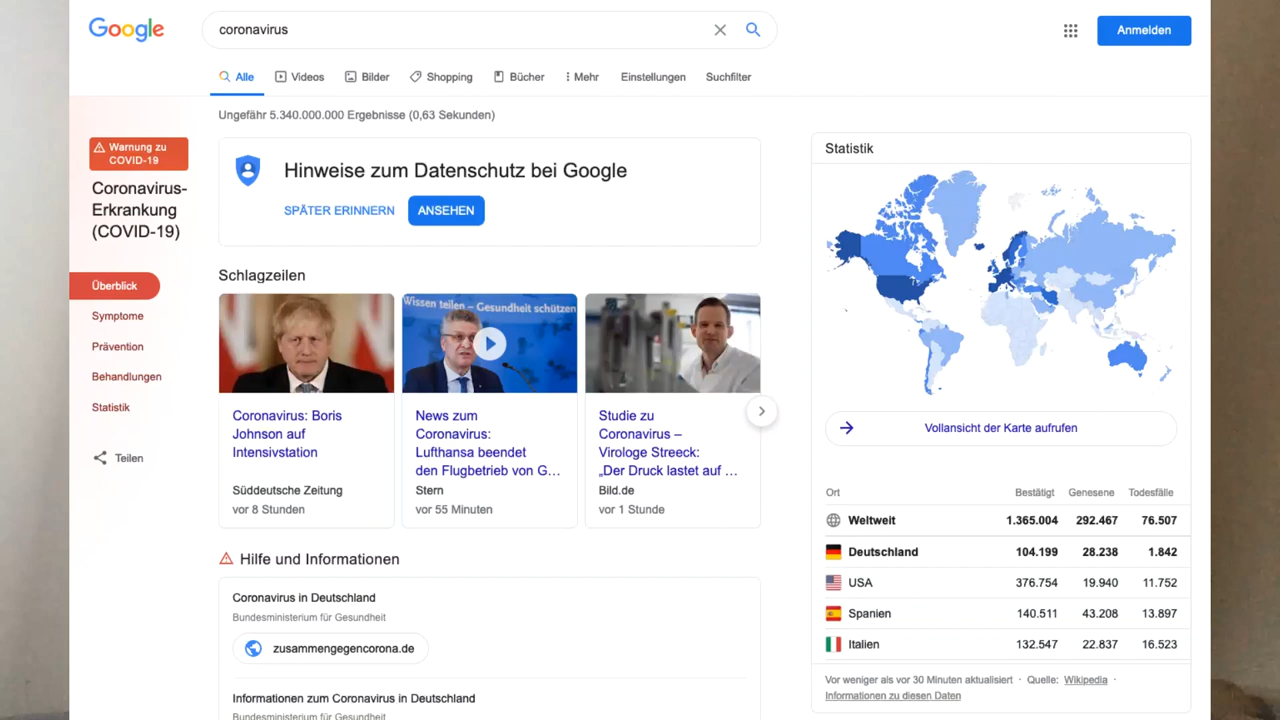 Google
coronavirus
Anmelden
Alle Videos Bilder Shopping Bücher Mehr Einstellungen Suchfilter
Ungefähr 5.340.000.000 Ergebnisse (0,63 Sekunden)
Warnung zu
COVID-19
Coronavirus-
Erkrankung
(COVID-19)
Überblick
Symptome
Prävention
Behandlungen
Statistik
Teilen
Hinweise zum Datenschutz bei Google
SPÄTER ERINNERN ANSEHEN
Schlagzeilen
Wissen teilen – Gesundheit schützen
Coronavirus: Boris
Johnson auf
Intensivstation
Süddeutsche Zeitung
vor 8 Stunden
News zum
Coronavirus:
Lufthansa beendet
den Flugbetrieb von G…
Stern
vor 55 Minuten
Studie zu
Coronavirus –
Virologe Streeck:
„Der Druck lastet auf …
Bild.de
vor 1 Stunde
Hilfe und Informationen
Coronavirus in Deutschland
Bundesministerium für Gesundheit
zusammengegencorona.de
Informationen zum Coronavirus in Deutschland
Bundesministerium für Gesundheit
Statistik
Vollansicht der Karte aufrufen
Ort Bestätigt Genesene Todesfälle
Weltweit 1.365.004 292.467 76.507
Deutschland 104.199 28.238 1.842
USA 376.754 19.940 11.752
Spanien 140.511 43.208 13.897
Italien 132.547 22.837 16.523
Vor weniger als vor 30 Minuten aktualisiert · Quelle: Wikipedia ·
Informationen zu diesen Daten